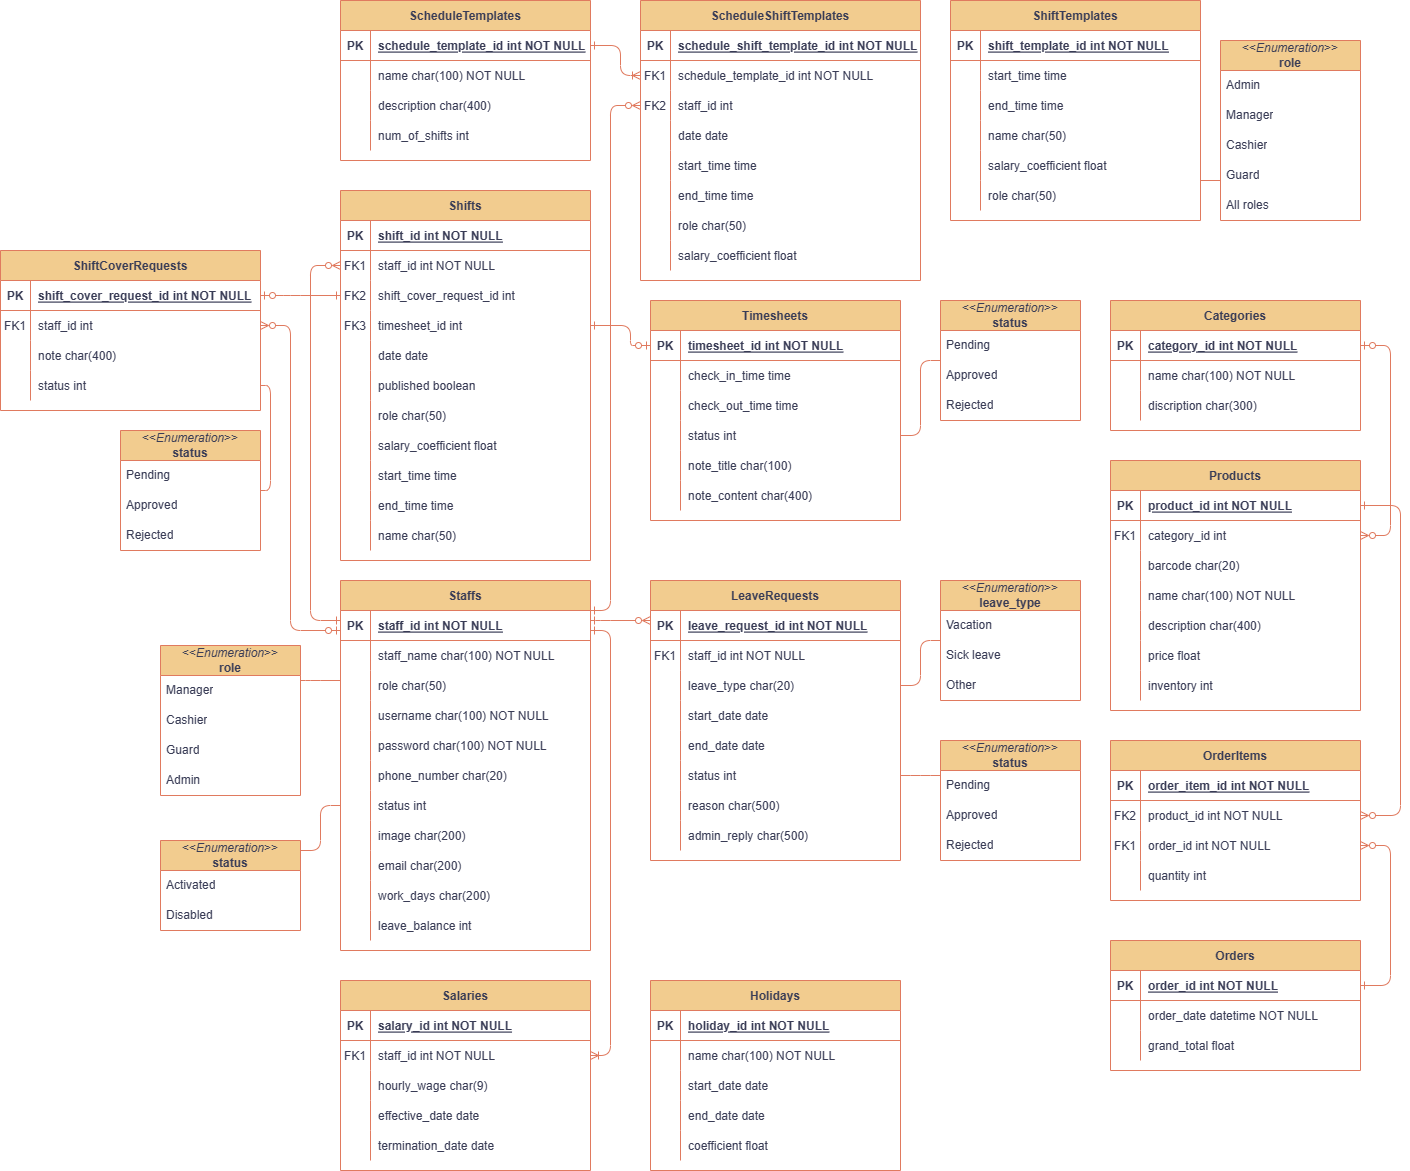 ScheduleTemplates
PK schedule_template_id int NOT NULL
name char(100) NOT NULL
description char(400)
num_of_shifts int
ScheduleShiftTemplates
PK schedule_shift_template_id int NOT NULL
FK1 schedule_template_id int NOT NULL
FK2 staff_id int
date date
start_time time
end_time time
role char(50)
salary_coefficient float
ShiftTemplates
PK shift_template_id int NOT NULL
start_time time
end_time time
name char(50)
salary_coefficient float
role char(50)
<<Enumeration>>
role
Admin
Manager
Cashier
Guard
All roles
Shifts
PK shift_id int NOT NULL
FK1 staff_id int NOT NULL
FK2 shift_cover_request_id int
FK3 timesheet_id int
date date
published boolean
role char(50)
salary_coefficient float
start_time time
end_time time
name char(50)
ShiftCoverRequests
PK shift_cover_request_id int NOT NULL
FK1 staff_id int
note char(400)
status int
<<Enumeration>>
status
Pending
Approved
Rejected
Timesheets
PK timesheet_id int NOT NULL
check_in_time time
check_out_time time
status int
note_title char(100)
note_content char(400)
<<Enumeration>>
status
Pending
Approved
Rejected
Categories
PK category_id int NOT NULL
name char(100) NOT NULL
discription char(300)
Products
PK product_id int NOT NULL
FK1 category_id int
barcode char(20)
name char(100) NOT NULL
description char(400)
price float
inventory int
Staffs
PK staff_id int NOT NULL
staff_name char(100) NOT NULL
role char(50)
username char(100) NOT NULL
password char(100) NOT NULL
phone_number char(20)
status int
image char(200)
email char(200)
work_days char(200)
leave_balance int
<<Enumeration>>
role
Manager
Cashier
Guard
Admin
<<Enumeration>>
status
Activated
Disabled
LeaveRequests
PK leave_request_id int NOT NULL
FK1 staff_id int NOT NULL
leave_type char(20)
start_date date
end_date date
status int
reason char(500)
admin_reply char(500)
<<Enumeration>>
leave_type
Vacation
Sick leave
Other
<<Enumeration>>
status
Pending
Approved
Rejected
OrderItems
PK order_item_id int NOT NULL
FK2 product_id int NOT NULL
FK1 order_id int NOT NULL
quantity int
Orders
PK order_id int NOT NULL
order_date datetime NOT NULL
grand_total float
Salaries
PK salary_id int NOT NULL
FK1 staff_id int NOT NULL
hourly_wage char(9)
effective_date date
termination_date date
Holidays
PK holiday_id int NOT NULL
name char(100) NOT NULL
start_date date
end_date date
coefficient float